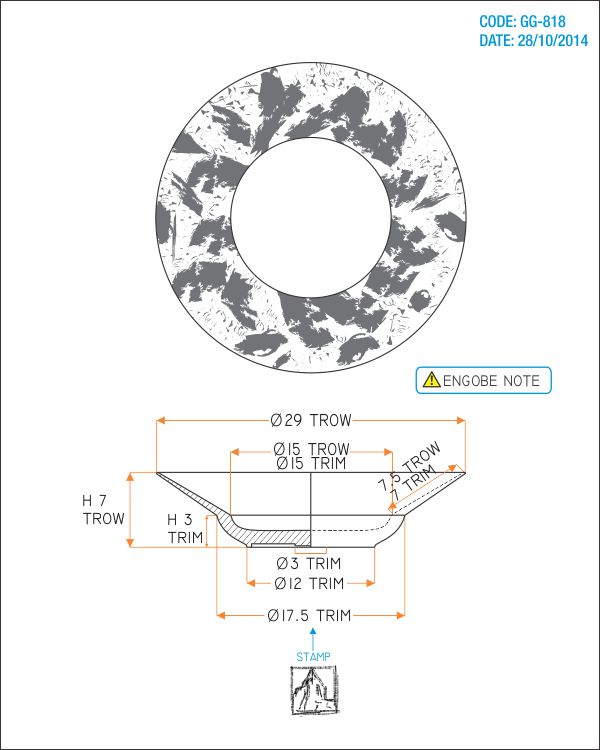 CODE: GG-818
DATE: 28/10/2014
ENGOBE NOTE
Ø29 TROW
Ø15 TROW
Ø15 TRIM
7.5 TROW
7 TRIM
H 7
TROW
H 3
TRIM
Ø3 TRIM
Ø12 TRIM
Ø17.5 TRIM
STAMP